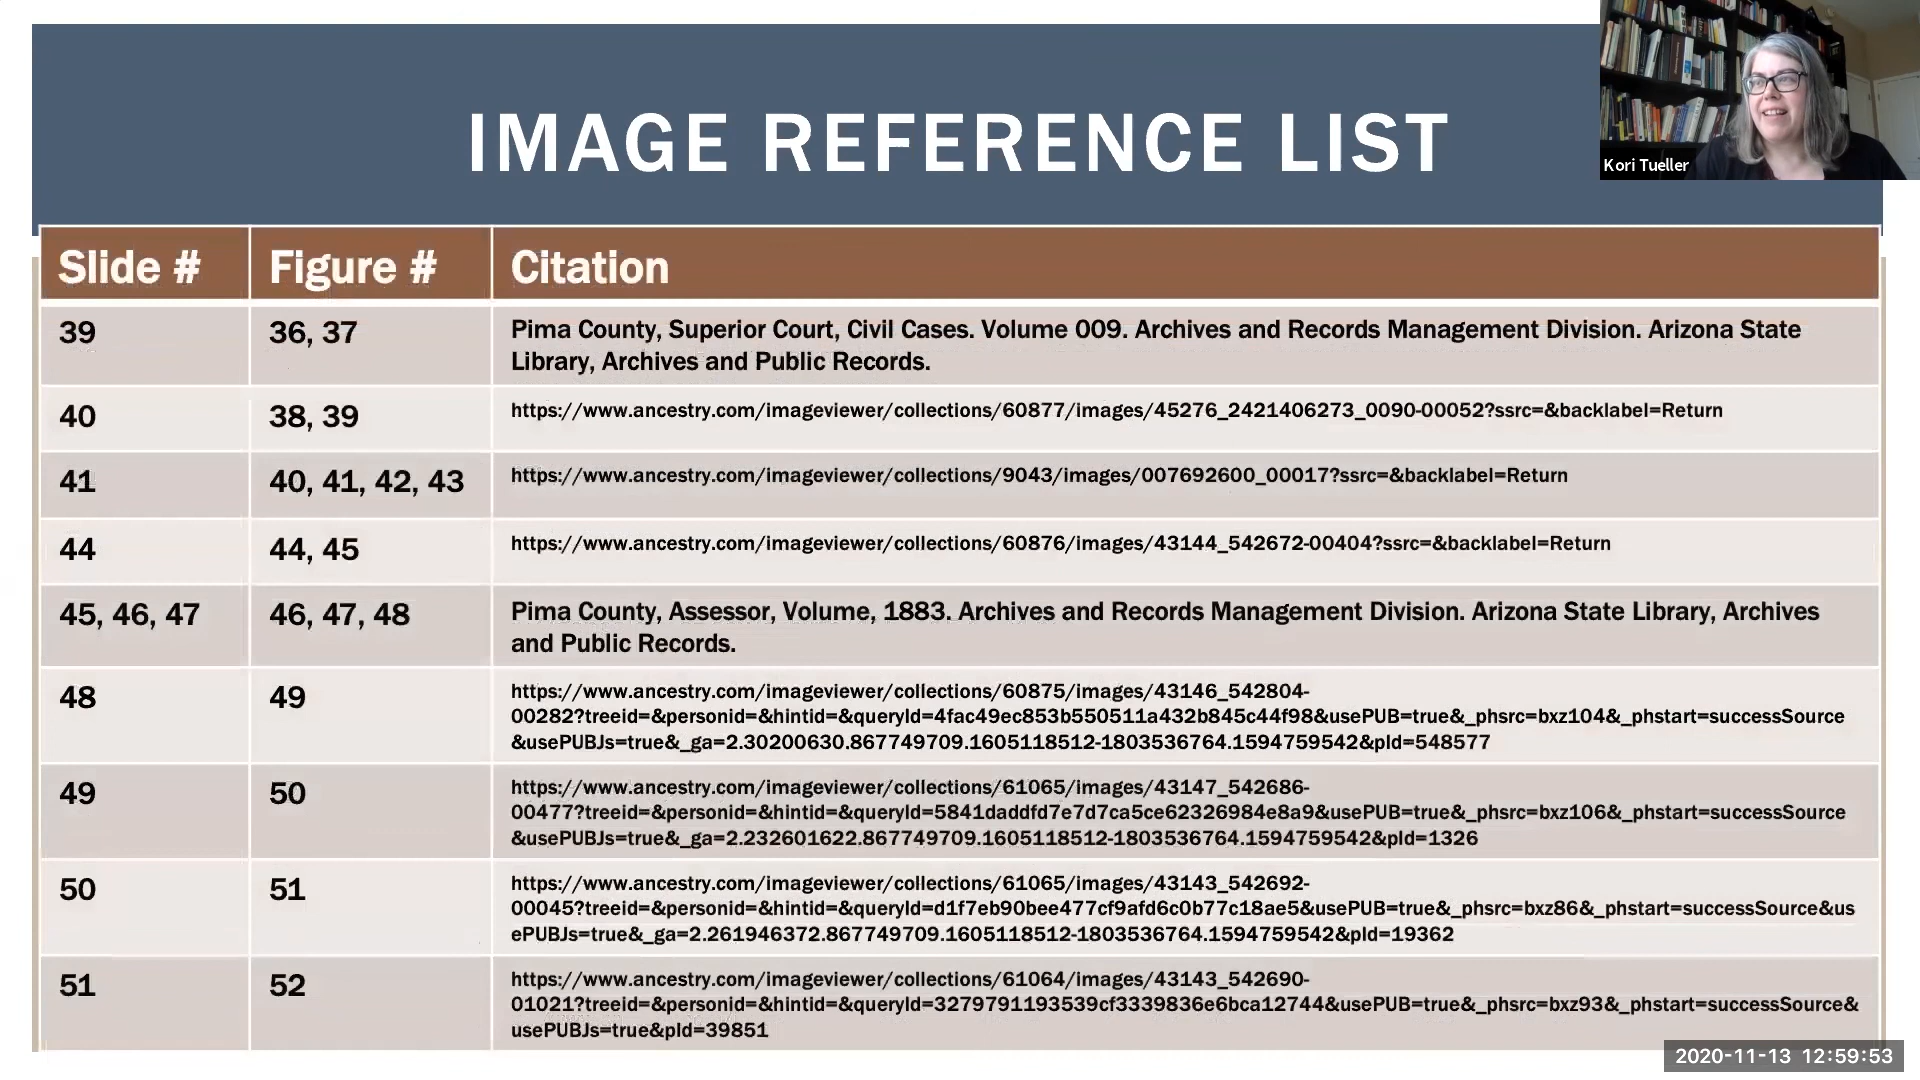 IMAGE REFERENCE LIST
Kori Tueller
Slide # Figure # Citation
39 36, 37 Pima County, Superior Court, Civil Cases. Volume 009. Archives and Records Management Division. Arizona State
Library, Archives and Public Records.
40 38, 39 https://www.ancestry.com/imageviewer/collections/60877/images/45276_2421406273_0090-00052?ssrc=&backlabel=Return
41 40, 41, 42, 43 https://www.ancestry.com/imageviewer/collections/9043/images/007692600_00017?ssrc=&backlabel=Return
44 44, 45 https://www.ancestry.com/imageviewer/collections/60876/images/43144_542672-00404?ssrc=&backlabel=Return
45, 46, 47 46, 47, 48 Pima County, Assessor, Volume, 1883. Archives and Records Management Division. Arizona State Library, Archives
and Public Records.
48 49 https://www.ancestry.com/imageviewer/collections/60875/images/43146_542804-
00282?treeid=&personid=&hintid=&queryId=4fac49ec853b550511a432b845c44f98&usePUB=true&_phsrc=bxz104&_phstart=successSource
&usePUBJs=true&_ga=2.30200630.867749709.1605118512-1803536764.1594759542&pId=548577
49 50 https://www.ancestry.com/imageviewer/collections/61065/images/43147_542686-
00477?treeid=&personid=&hintid=&queryId=5841daddfd7e7d7ca5ce62326984e8a9&usePUB=true&_phsrc=bxz106&_phstart=successSource
&usePUBJs=true&_ga=2.232601622.867749709.1605118512-1803536764.1594759542&pId=1326
50 51 https://www.ancestry.com/imageviewer/collections/61065/images/43143_542692-
00045?treeid=&personid=&hintid=&queryId=d1f7eb90bee477cf9afd6c0b77c18ae5&usePUB=true&_phsrc=bxz86&_phstart=successSource&us
ePUBJs=true&_ga=2.261946372.867749709.1605118512-1803536764.1594759542&pId=19362
51 52 https://www.ancestry.com/imageviewer/collections/61064/images/43143_542690-
01021?treeid=&personid=&hintid=&queryId=3279791193539cf3339836e6bca12744&usePUB=true&_phsrc=bxz93&_phstart=successSource&
usePUBJs=true&pId=39851
2020-11-13 12:59:53